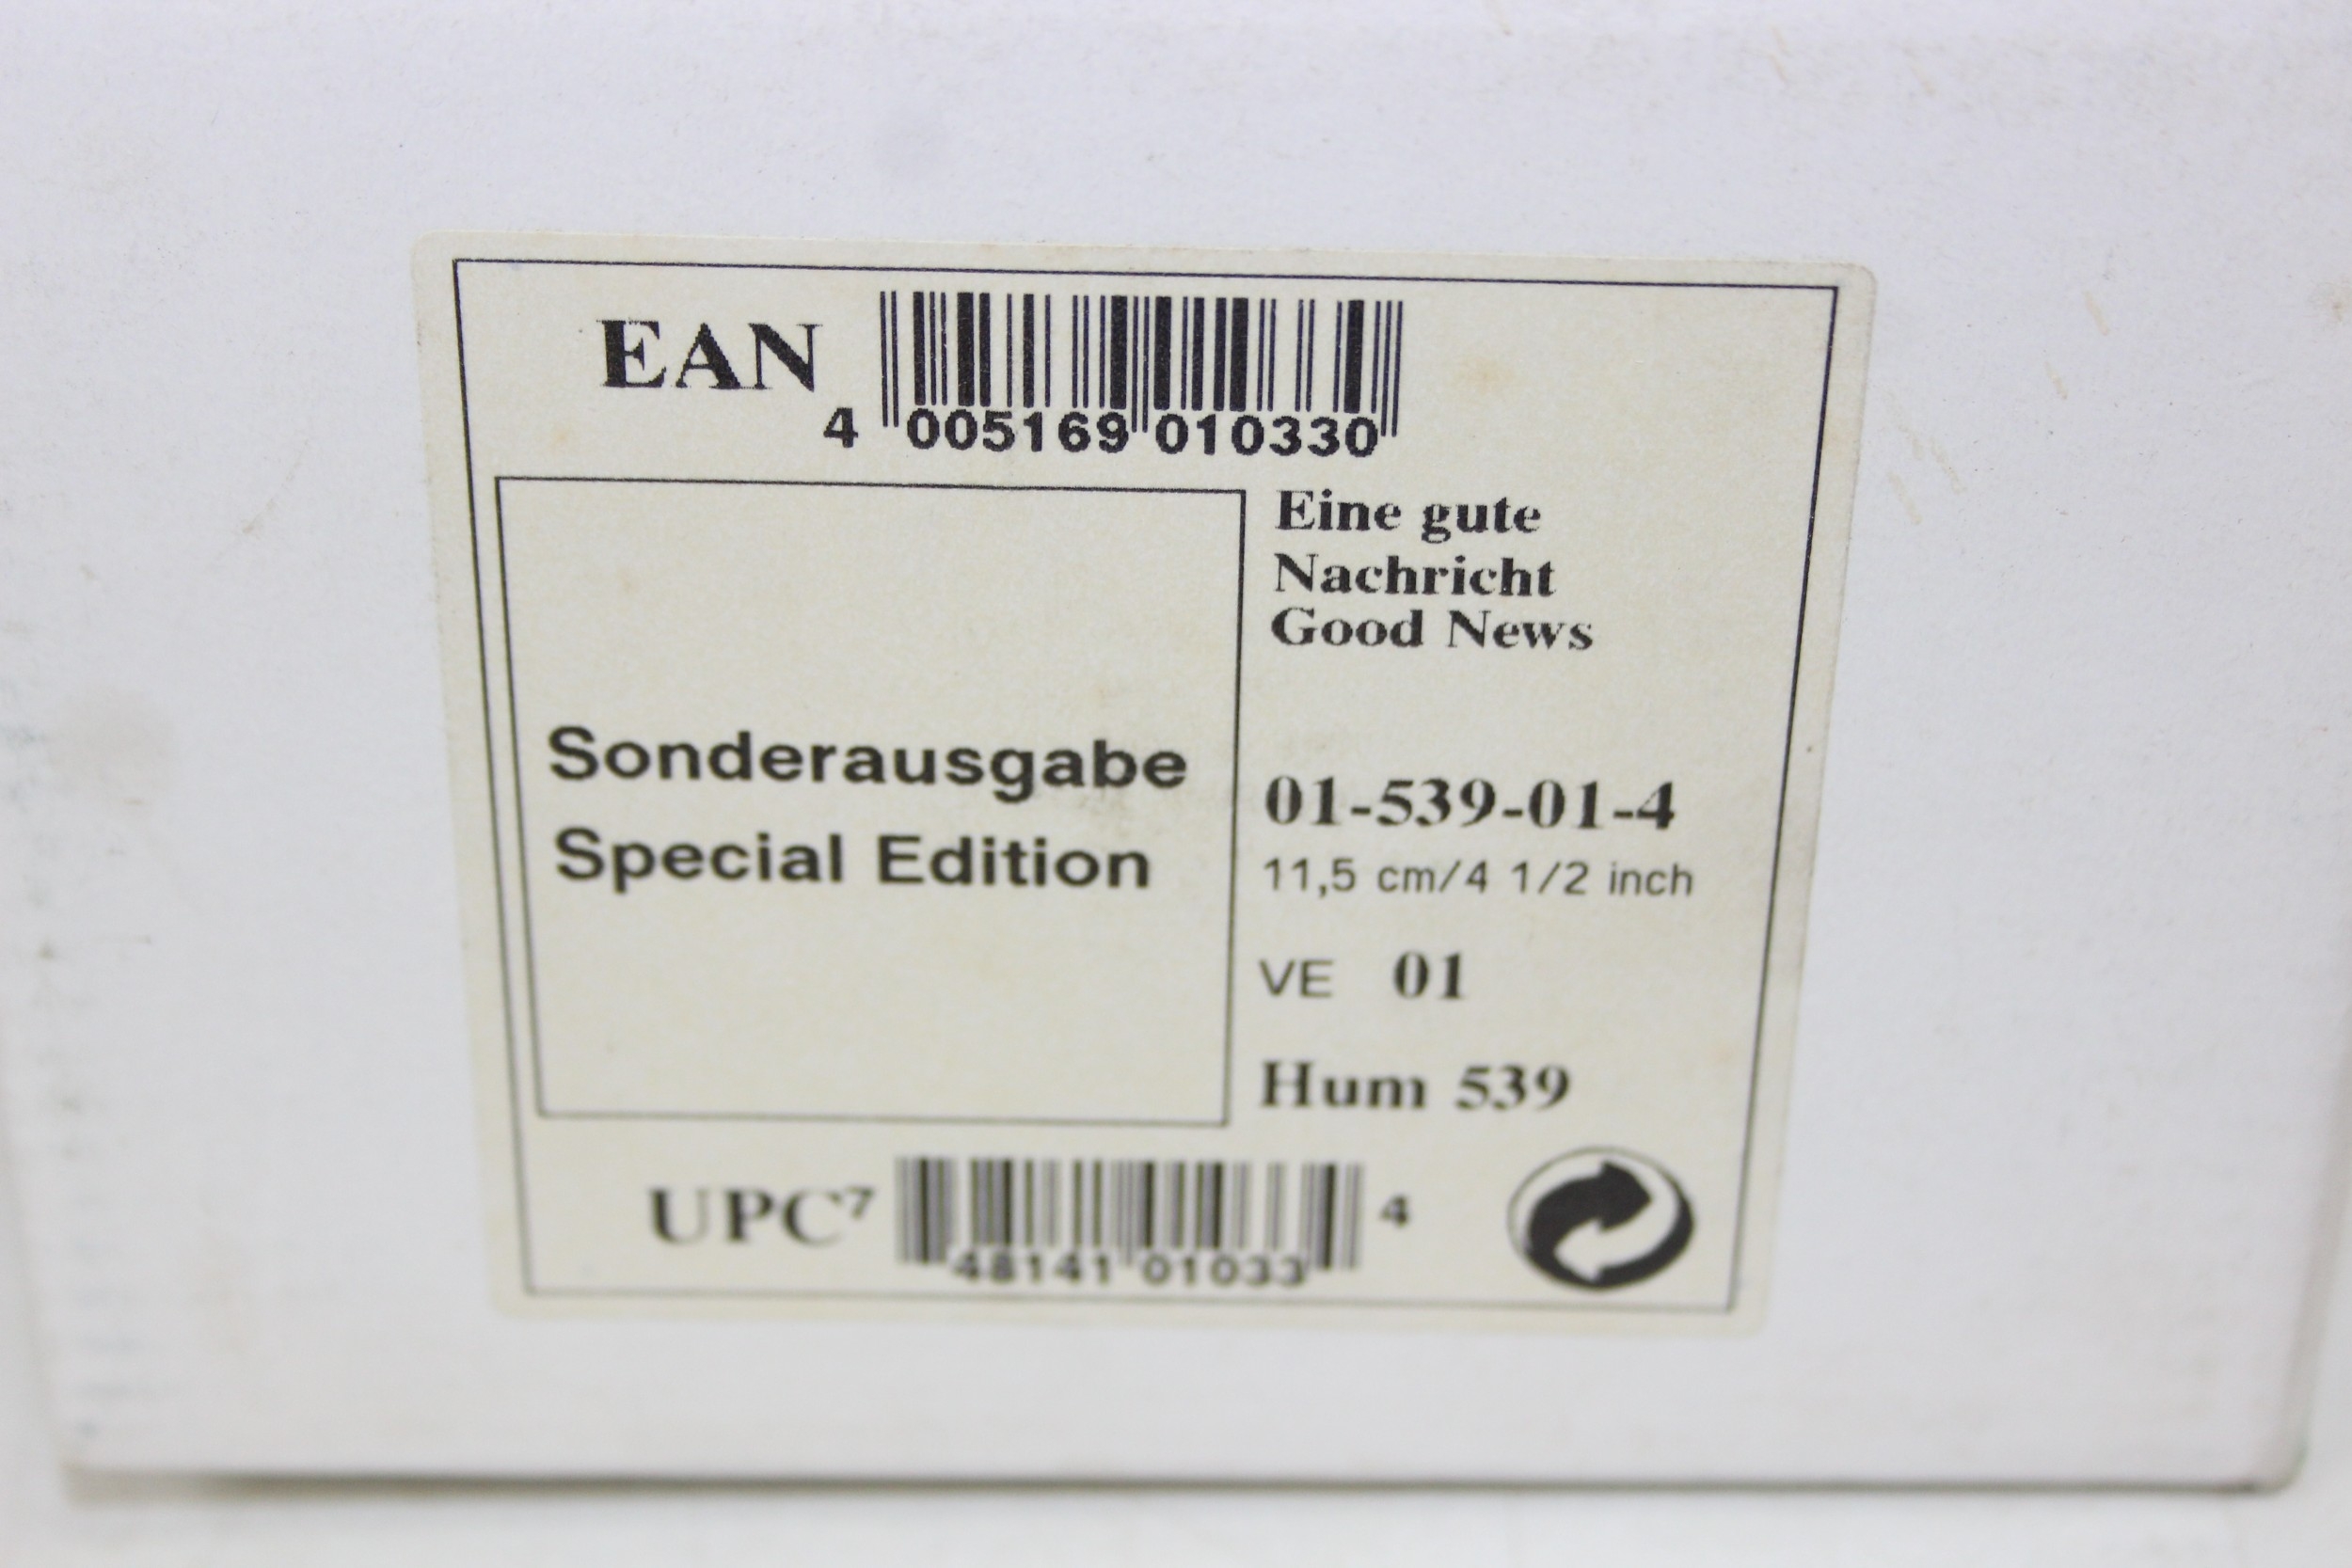 EAN
4 005169 010330
Eine gute
Nachricht
Good News
Sonderausgabe
Special Edition
01-539-01-4
11,5 cm/4 1/2 inch
VE 01
Hum 539
UPC 7 48141 01033 4